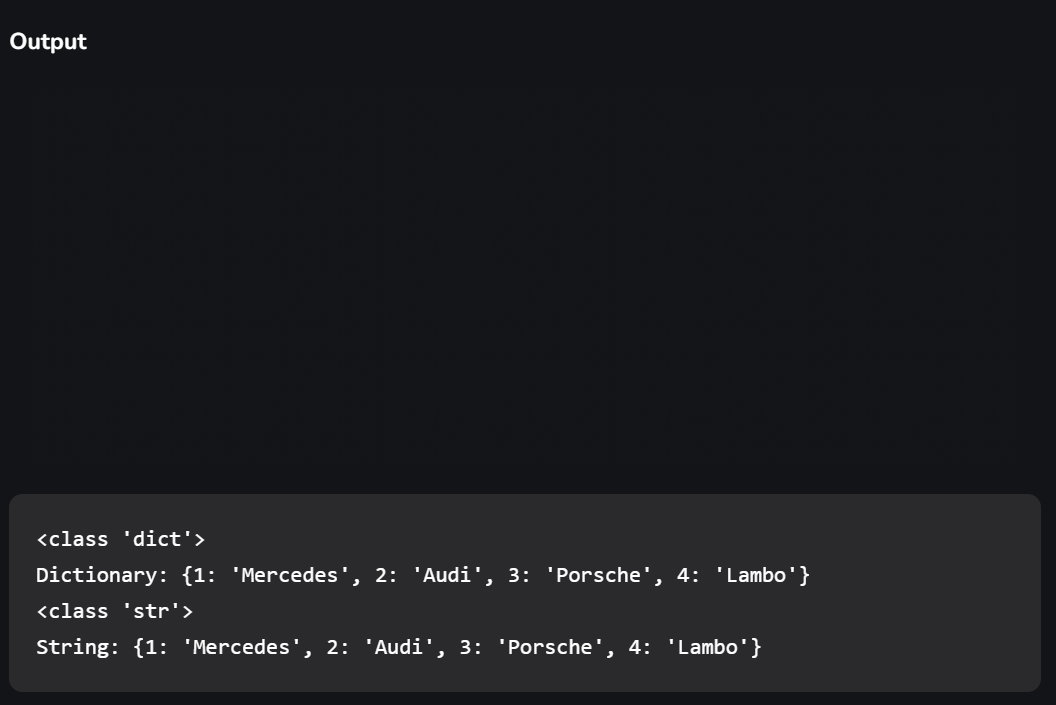 Output
<class 'dict'>
Dictionary: {1: 'Mercedes', 2: 'Audi', 3: 'Porsche', 4: 'Lambo'}
<class 'str'>
String: {1: 'Mercedes', 2: 'Audi', 3: 'Porsche', 4: 'Lambo'}